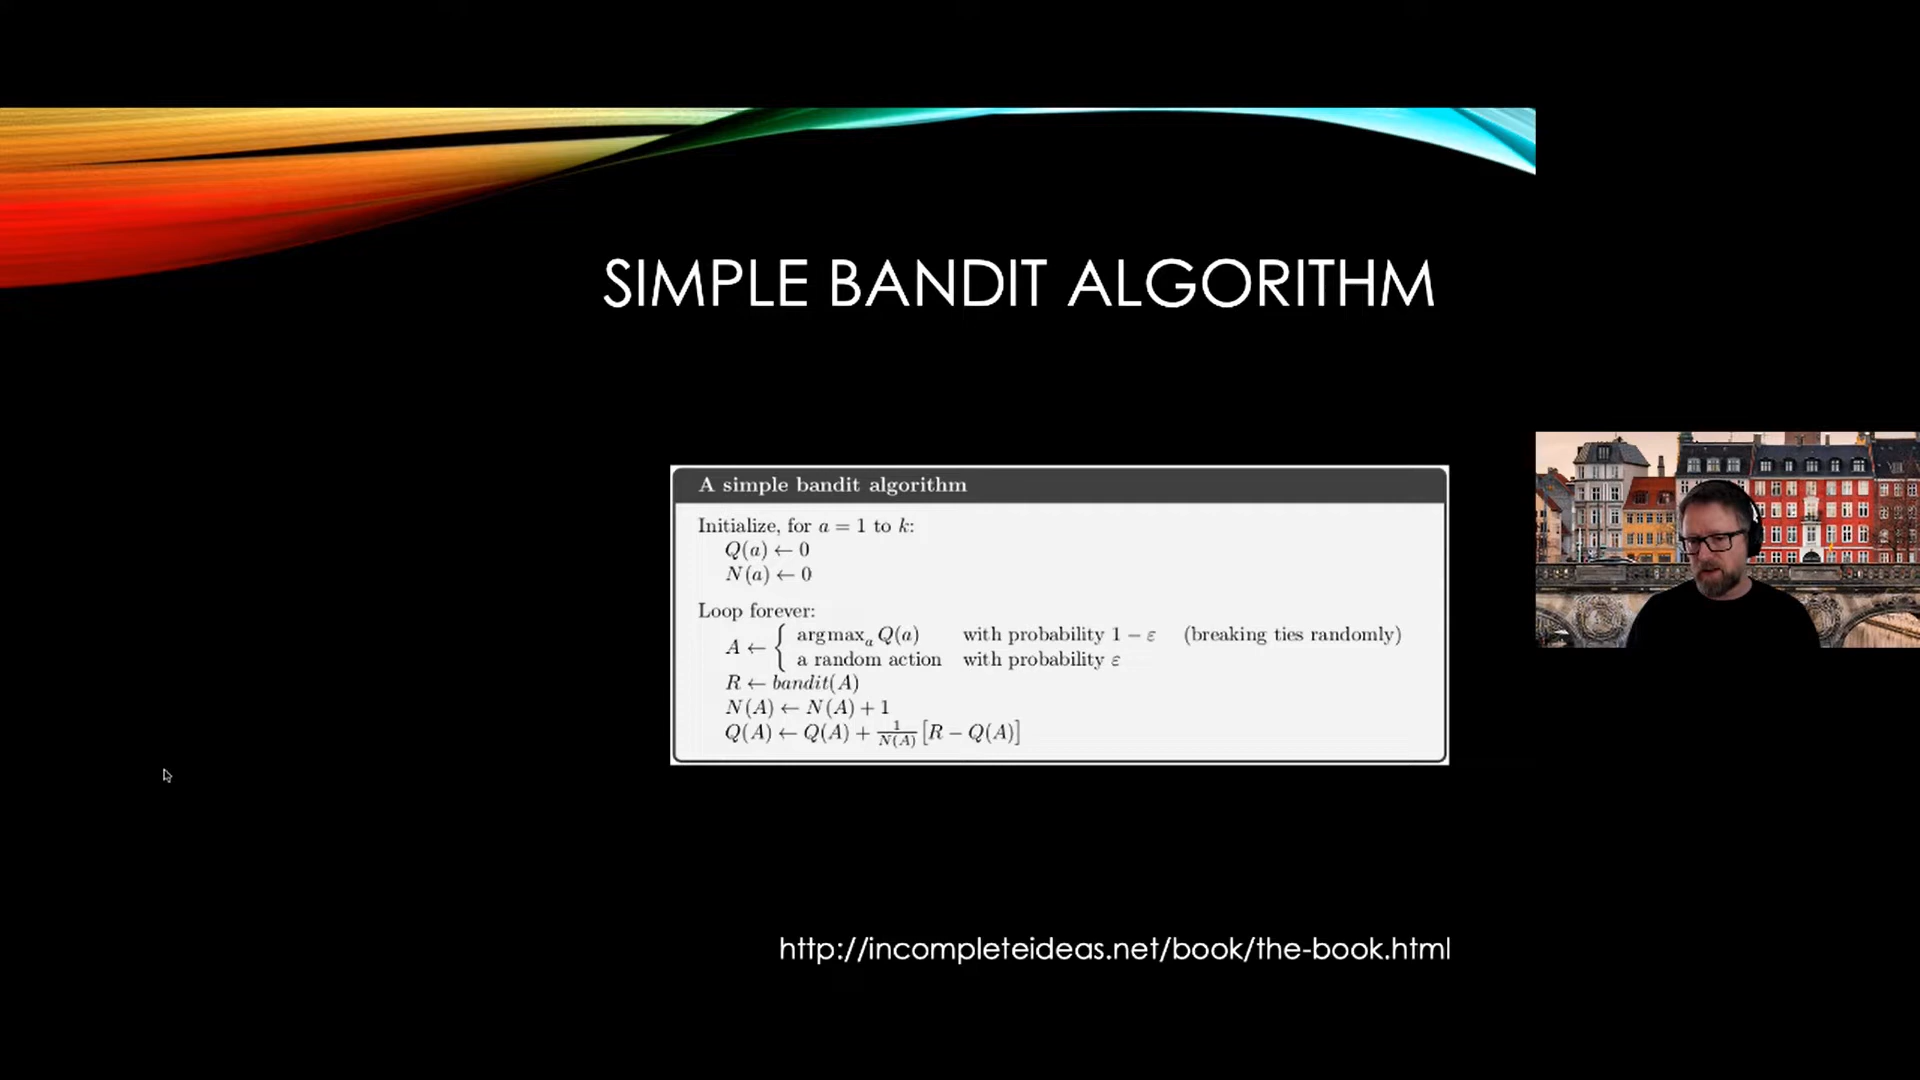 SIMPLE BANDIT ALGORITHM
A simple bandit algorithm
Initialize, for a = 1 to k:
Q(a) ← 0
N(a) ← 0
Loop forever:
A ← { argmaxₐ Q(a) with probability 1 − ε (breaking ties randomly)
a random action with probability ε
R ← bandit(A)
N(A) ← N(A) + 1
Q(A) ← Q(A) + 1/N(A) [R − Q(A)]
http://incompleteideas.net/book/the-book.html